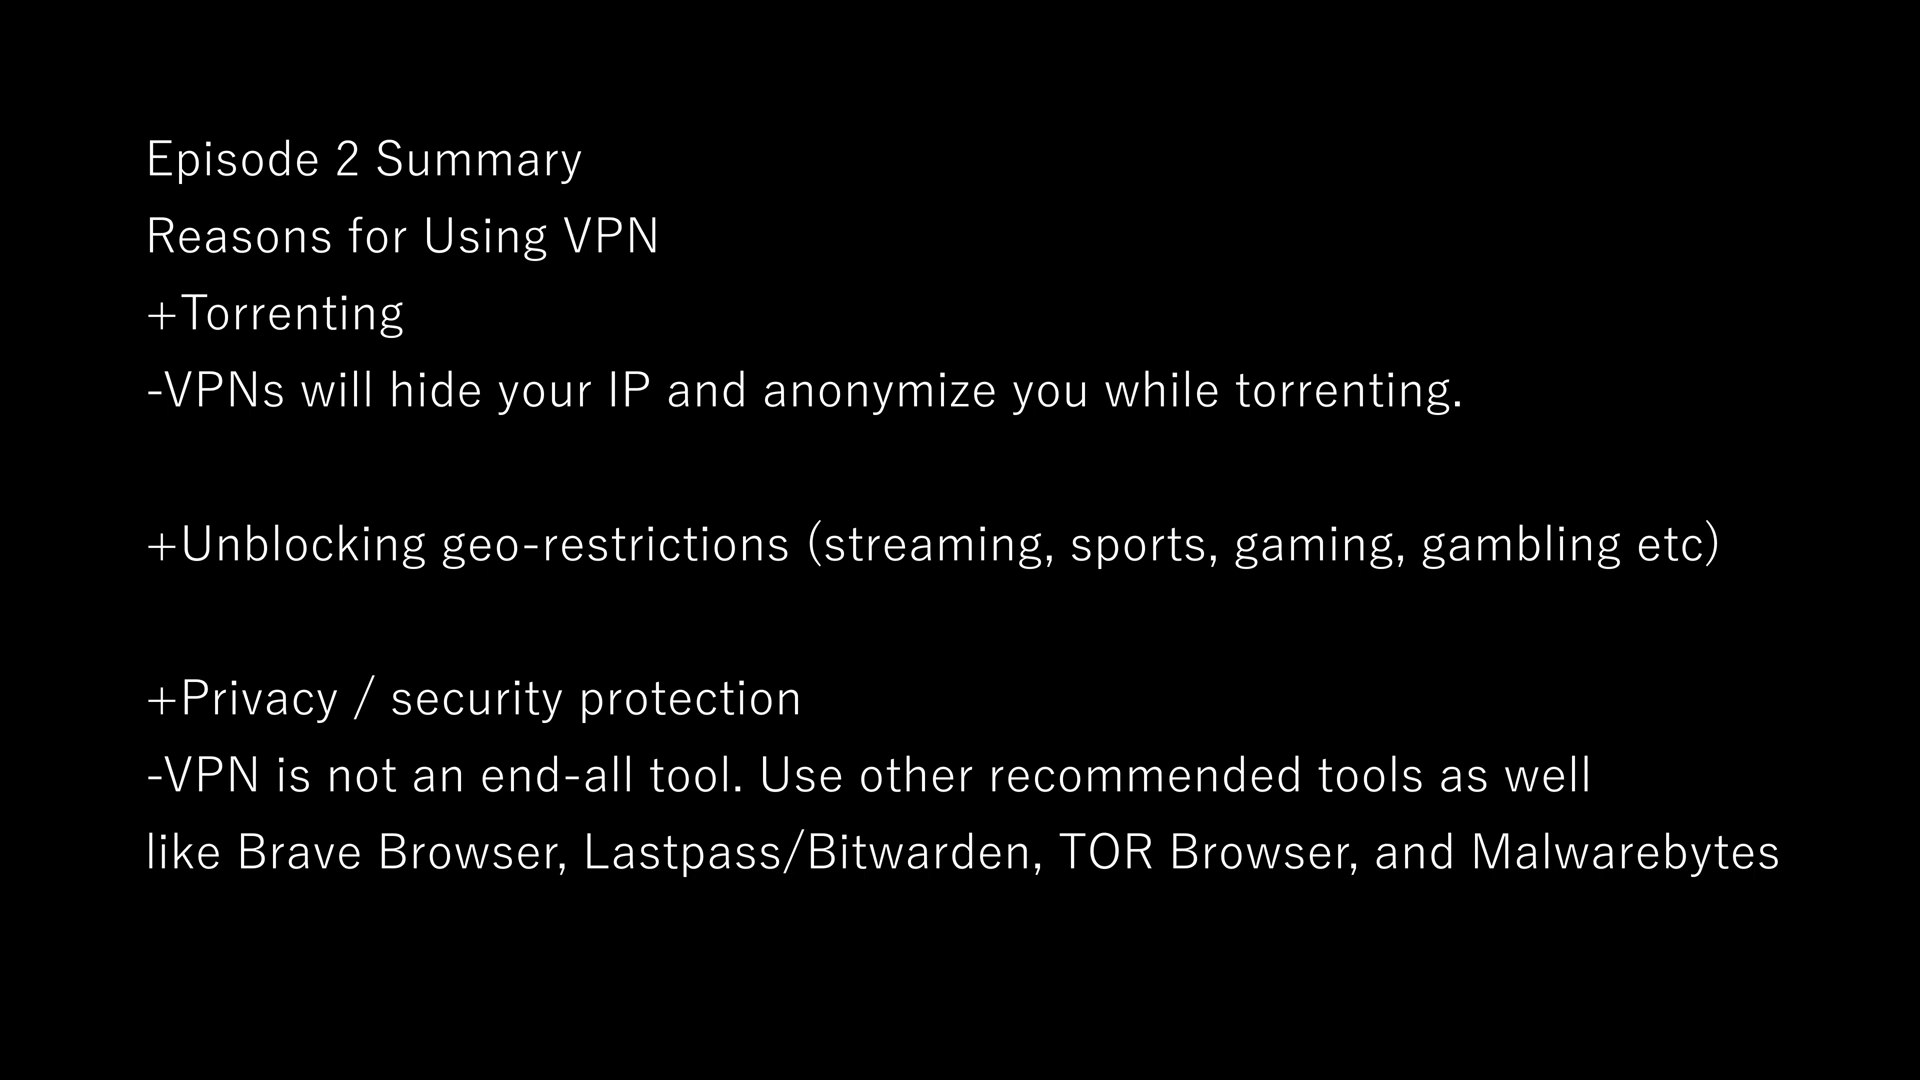 Episode 2 Summary
Reasons for Using VPN
+Torrenting
-VPNs will hide your IP and anonymize you while torrenting.
+Unblocking geo-restrictions (streaming, sports, gaming, gambling etc)
+Privacy / security protection
-VPN is not an end-all tool. Use other recommended tools as well
like Brave Browser, Lastpass/Bitwarden, TOR Browser, and Malwarebytes